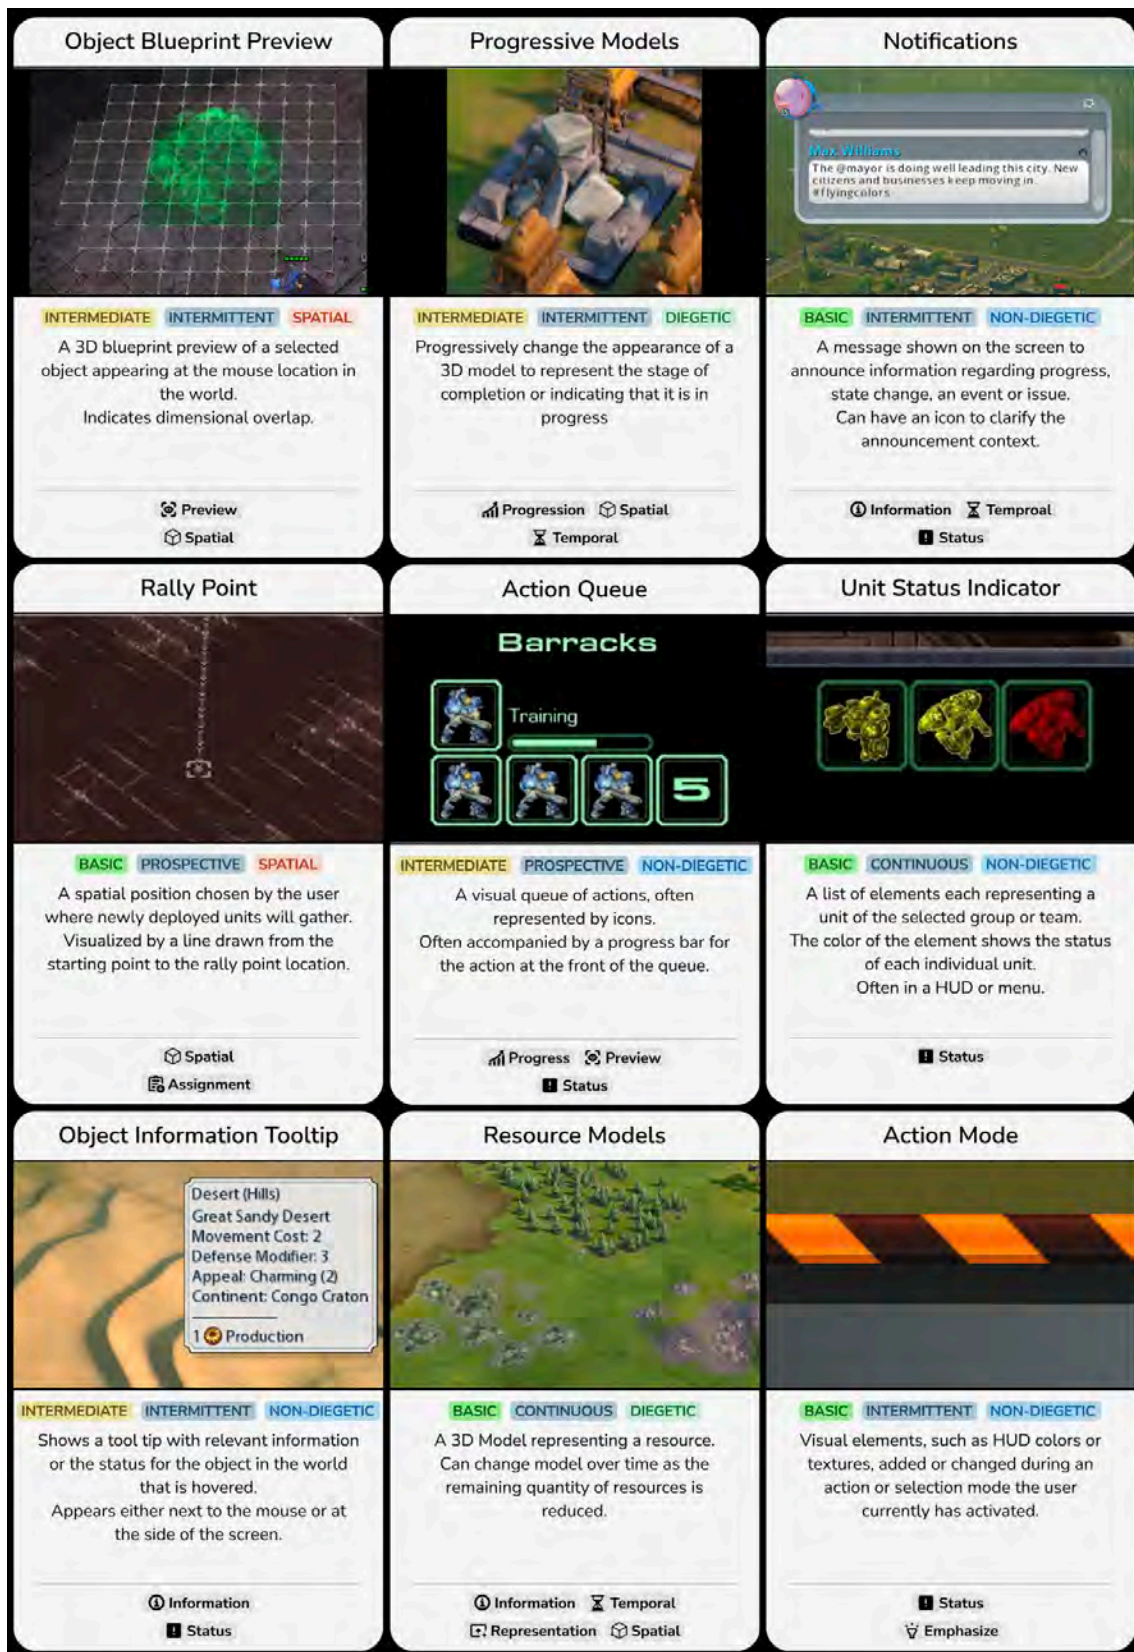 Object Blueprint Preview
INTERMEDIATE INTERMITTENT SPATIAL
A 3D blueprint preview of a selected
object appearing at the mouse location in
the world.
Indicates dimensional overlap.
Preview
Spatial
Progressive Models
INTERMEDIATE INTERMITTENT DIEGETIC
Progressively change the appearance of a
3D model to represent the stage of
completion or indicating that it is in
progress
Progression Spatial
Temporal
Notifications
Max Williams
The @mayor is doing well leading this city. New
citizens and businesses keep moving in.
#flyingcolors
BASIC INTERMITTENT NON-DIEGETIC
A message shown on the screen to
announce information regarding progress,
state change, an event or issue.
Can have an icon to clarify the
announcement context.
Information Temproal
Status
Rally Point
BASIC PROSPECTIVE SPATIAL
A spatial position chosen by the user
where newly deployed units will gather.
Visualized by a line drawn from the
starting point to the rally point location.
Spatial
Assignment
Action Queue
Barracks
Training
5
INTERMEDIATE PROSPECTIVE NON-DIEGETIC
A visual queue of actions, often
represented by icons.
Often accompanied by a progress bar for
the action at the front of the queue.
Progress Preview
Status
Unit Status Indicator
BASIC CONTINUOUS NON-DIEGETIC
A list of elements each representing a
unit of the selected group or team.
The color of the element shows the status
of each individual unit.
Often in a HUD or menu.
Status
Object Information Tooltip
Desert (Hills)
Great Sandy Desert
Movement Cost: 2
Defense Modifier: 3
Appeal: Charming (2)
Continent: Congo Craton
1 Production
INTERMEDIATE INTERMITTENT NON-DIEGETIC
Shows a tool tip with relevant information
or the status for the object in the world
that is hovered.
Appears either next to the mouse or at
the side of the screen.
Information
Status
Resource Models
BASIC CONTINUOUS DIEGETIC
A 3D Model representing a resource.
Can change model over time as the
remaining quantity of resources is
reduced.
Information Temporal
Representation Spatial
Action Mode
BASIC INTERMITTENT NON-DIEGETIC
Visual elements, such as HUD colors or
textures, added or changed during an
action or selection mode the user
currently has activated.
Status
Emphasize